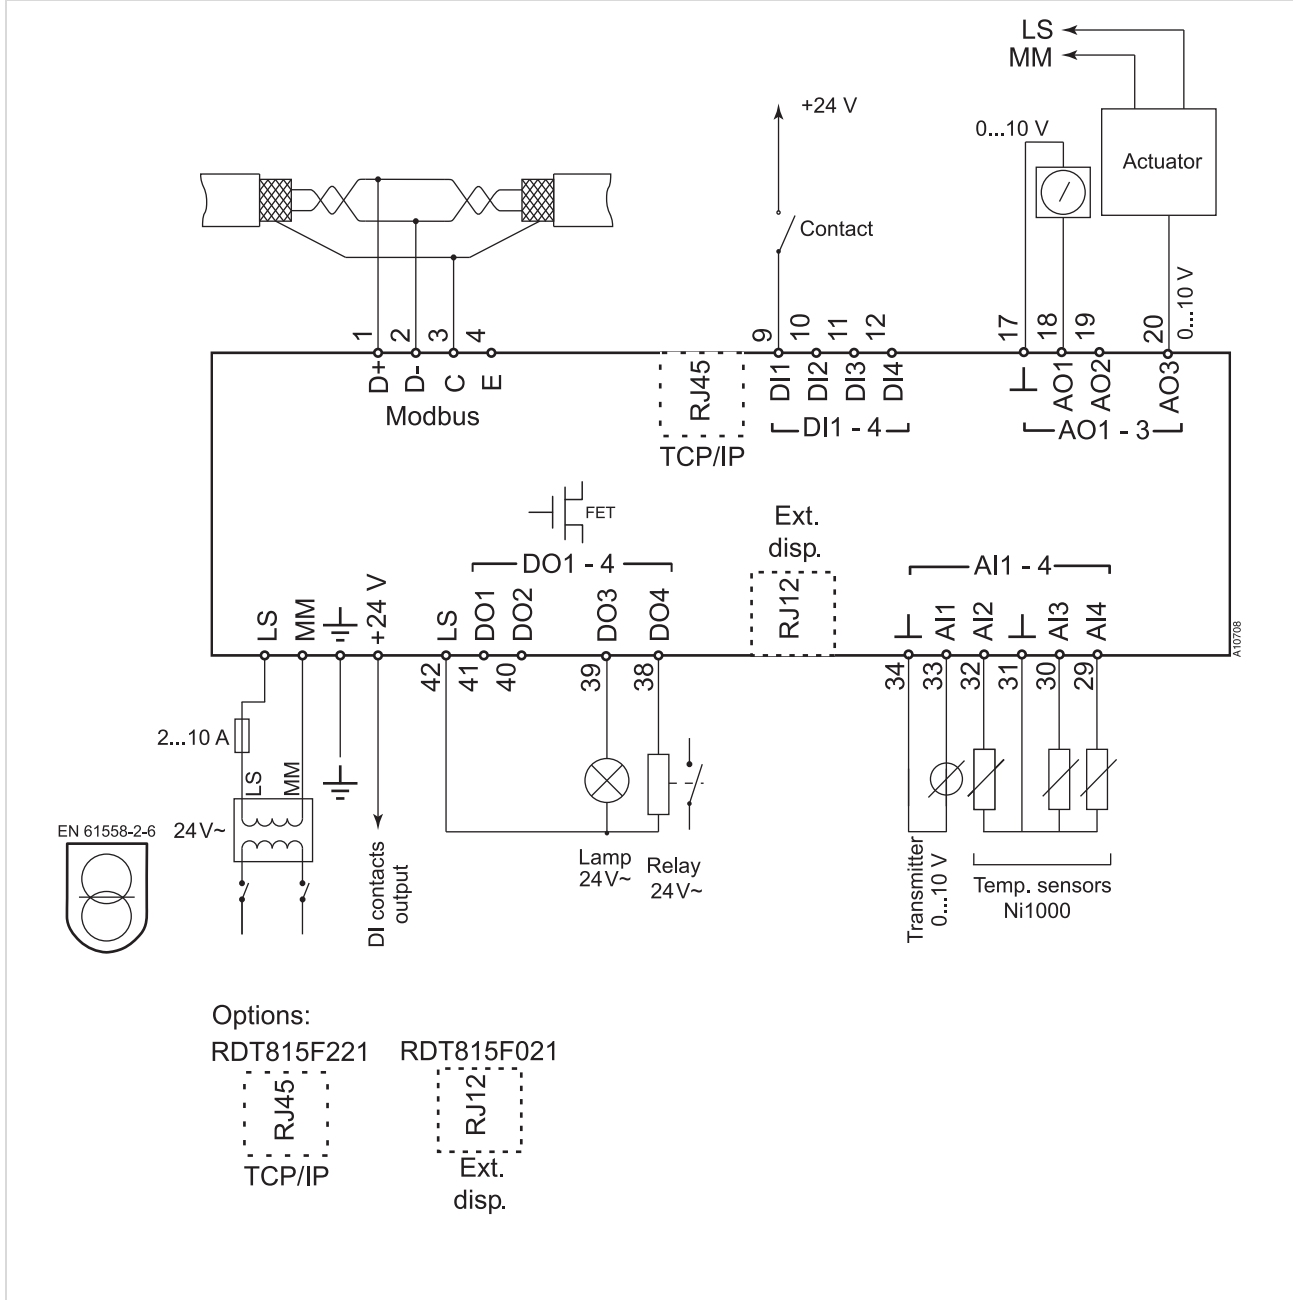 LS
MM
+24 V
0...10 V
Actuator
Contact
0...10 V
1 2 3 4 9 10 11 12 17 18 19 20
D+ D- C E RJ45 DI1 DI2 DI3 DI4 ⊥ AO1 AO2 AO3
Modbus
DI1 - 4
AO1 - 3
TCP/IP
FET
Ext.
disp.
DO1 - 4
AI1 - 4
LS MM +24 V LS DO1 DO2 DO3 DO4 RJ12 ⊥ AI1 AI2 ⊥ AI3 AI4
A10708
42 41 40 39 38 34 33 32 31 30 29
2...10 A
LS MM
EN 61558-2-6
24V~
DI contacts
output
Lamp
24V~
Relay
24V~
Transmitter
0...10 V
Temp. sensors
Ni1000
Options:
RDT815F221 RDT815F021
RJ45 RJ12
TCP/IP
Ext.
disp.